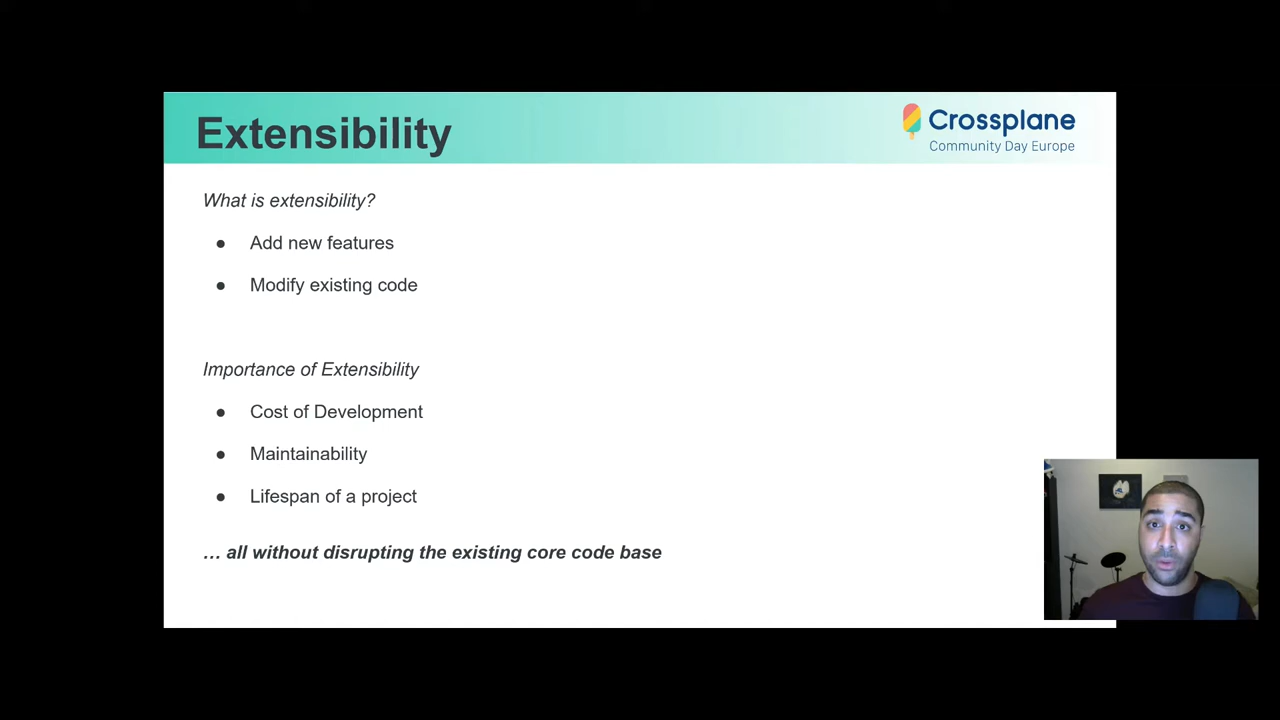 Extensibility
Crossplane
Community Day Europe
What is extensibility?
● Add new features
● Modify existing code
Importance of Extensibility
● Cost of Development
● Maintainability
● Lifespan of a project
… all without disrupting the existing core code base